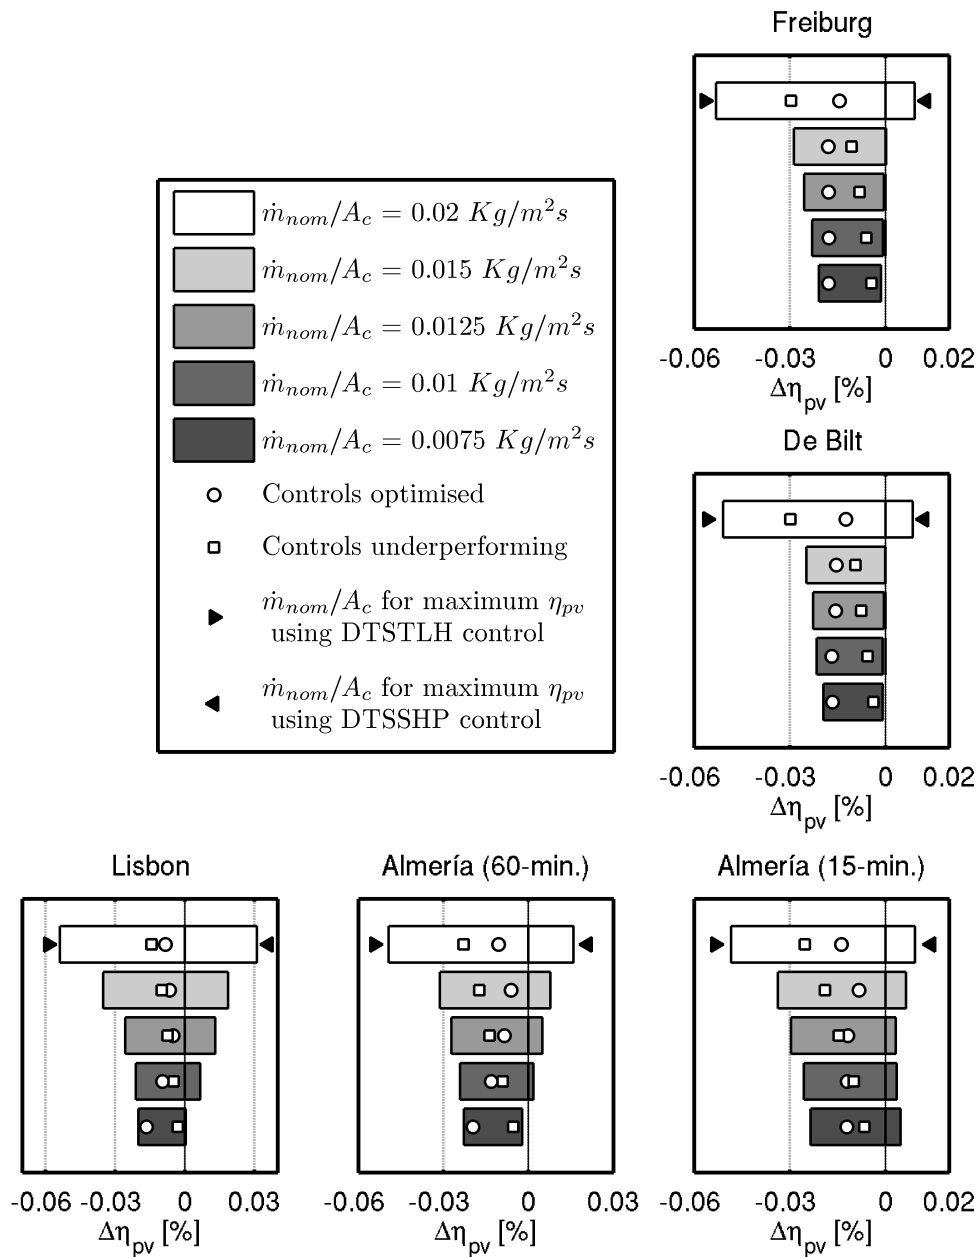 Freiburg
-0.06 -0.03 0 0.02
Δηpv [%]
ṁnom/Ac = 0.02 Kg/m²s
ṁnom/Ac = 0.015 Kg/m²s
ṁnom/Ac = 0.0125 Kg/m²s
ṁnom/Ac = 0.01 Kg/m²s
ṁnom/Ac = 0.0075 Kg/m²s
Controls optimised
Controls underperforming
ṁnom/Ac for maximum ηpv
using DTSTLH control
ṁnom/Ac for maximum ηpv
using DTSSHP control
De Bilt
-0.06 -0.03 0 0.02
Δηpv [%]
Lisbon
-0.06 -0.03 0 0.03
Δηpv [%]
Almería (60-min.)
-0.06 -0.03 0 0.03
Δηpv [%]
Almería (15-min.)
-0.06 -0.03 0 0.02
Δηpv [%]